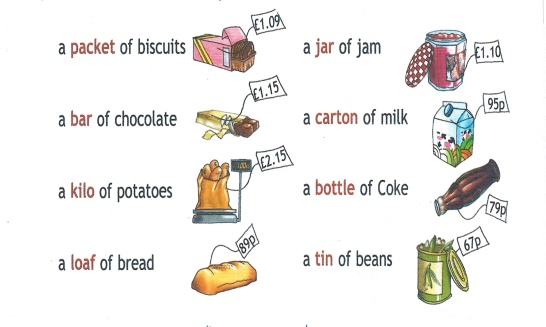 a packet of biscuits
£1.09
a bar of chocolate
£1.15
a kilo of potatoes
£2.15
a loaf of bread
89p
a jar of jam
£1.10
a carton of milk
95p
a bottle of Coke
79p
a tin of beans
67p